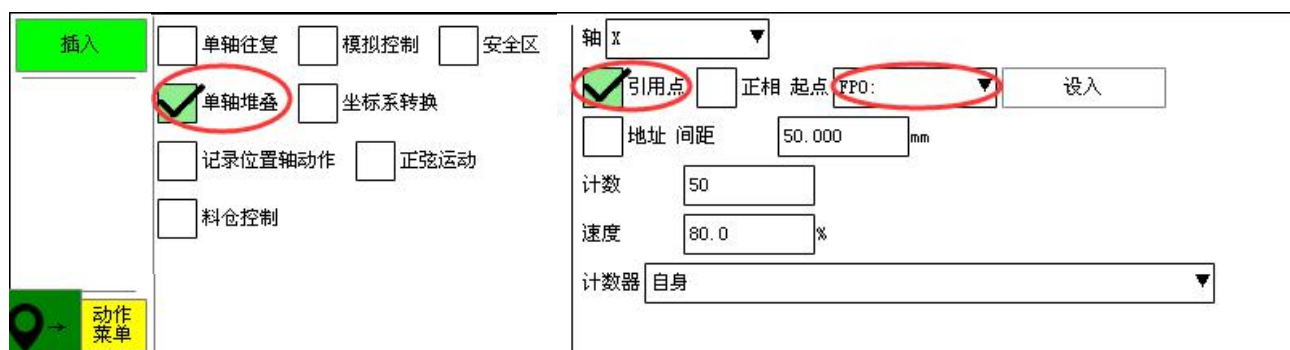 插入
单轴往复 模拟控制 安全区
单轴堆叠 坐标系转换
记录位置轴动作 正弦运动
料仓控制
动作
菜单
轴 X
引用点 正相 起点 FP0: 设入
地址 间距 50.000 mm
计数 50
速度 80.0 %
计数器 自身